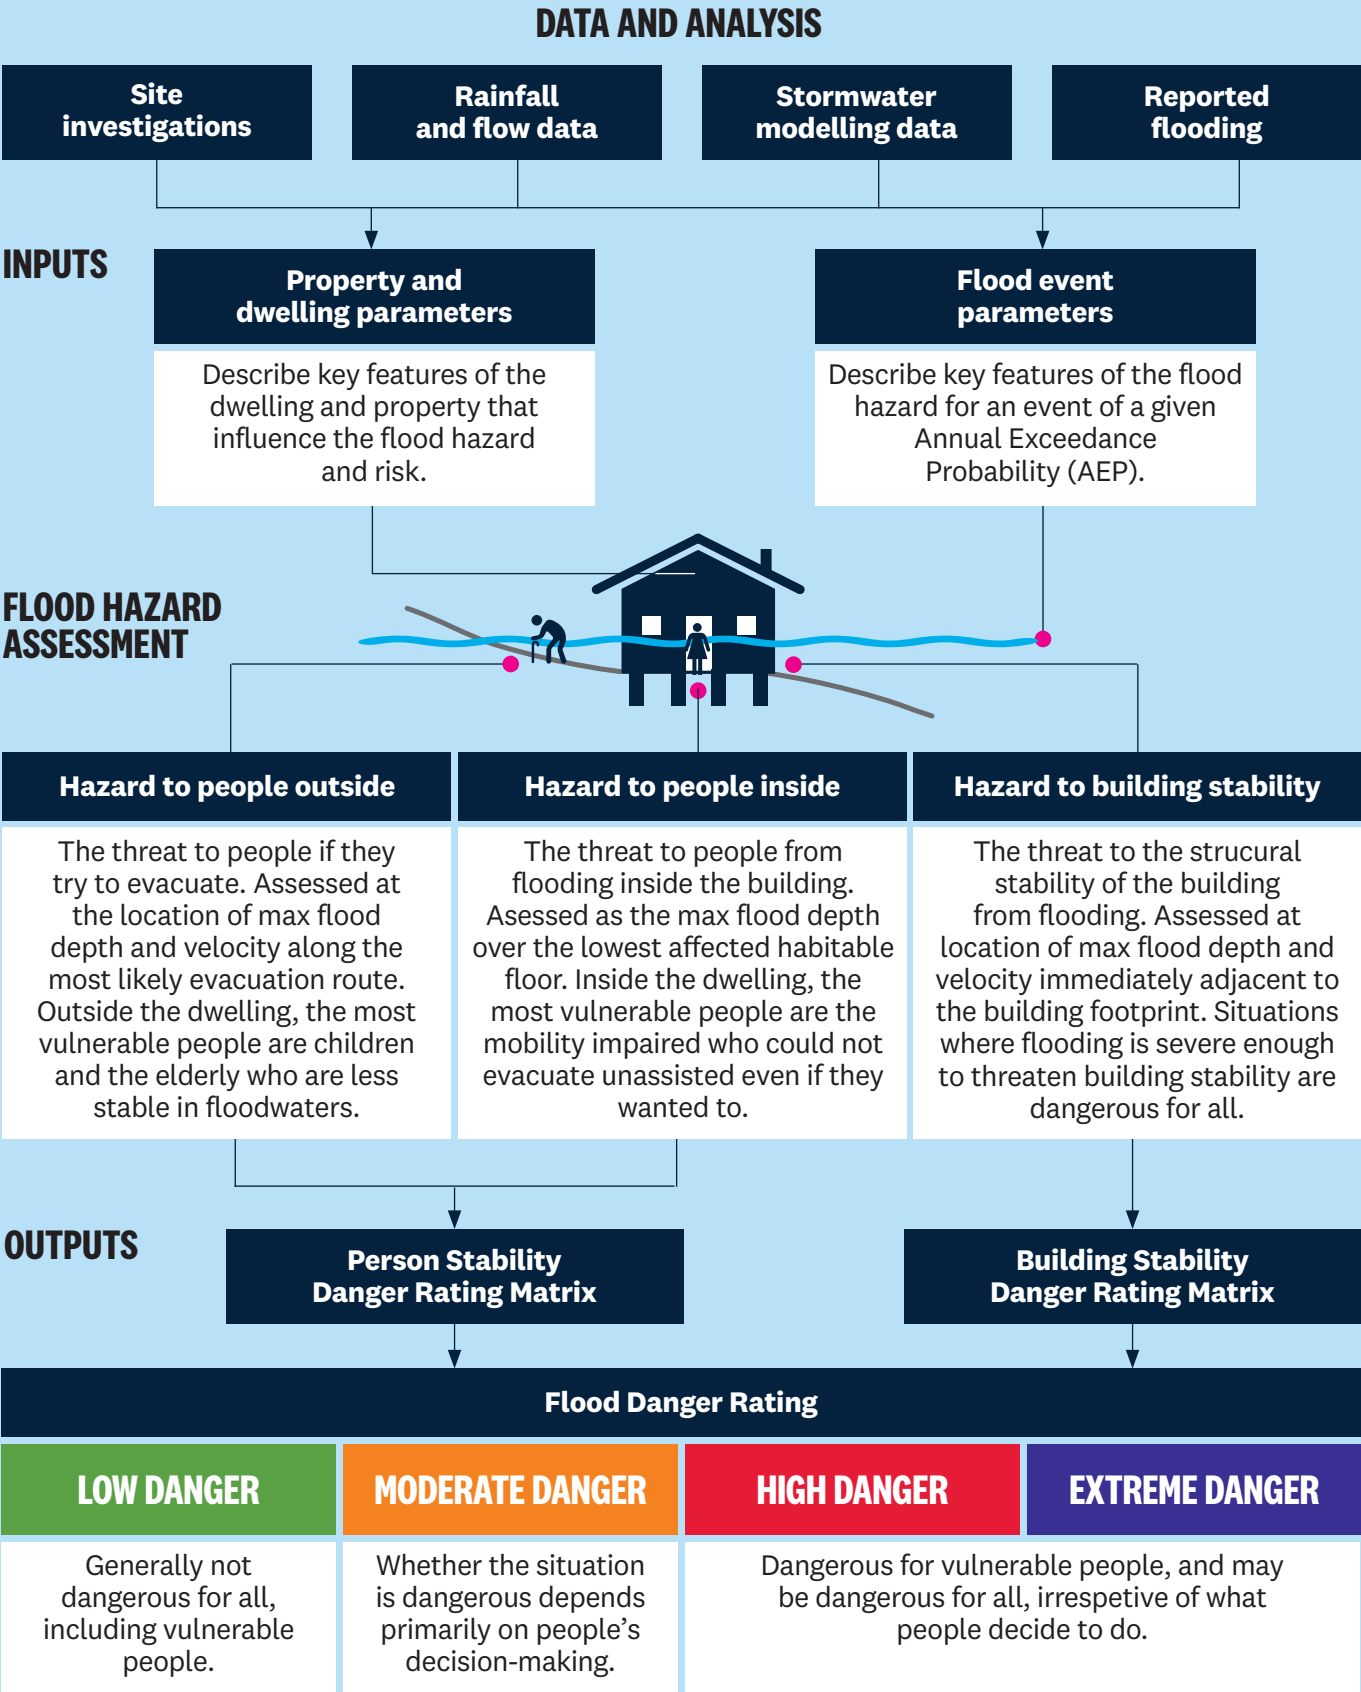 DATA AND ANALYSIS
Site
investigations
Rainfall
and flow data
Stormwater
modelling data
Reported
flooding
INPUTS
Property and
dwelling parameters
Describe key features of the
dwelling and property that
influence the flood hazard
and risk.
Flood event
parameters
Describe key features of the flood
hazard for an event of a given
Annual Exceedance
Probability (AEP).
FLOOD HAZARD
ASSESSMENT
Hazard to people outside
The threat to people if they
try to evacuate. Assessed at
the location of max flood
depth and velocity along the
most likely evacuation route.
Outside the dwelling, the most
vulnerable people are children
and the elderly who are less
stable in floodwaters.
Hazard to people inside
The threat to people from
flooding inside the building.
Asessed as the max flood depth
over the lowest affected habitable
floor. Inside the dwelling, the
most vulnerable people are the
mobility impaired who could not
evacuate unassisted even if they
wanted to.
Hazard to building stability
The threat to the strucural
stability of the building
from flooding. Assessed at
location of max flood depth and
velocity immediately adjacent to
the building footprint. Situations
where flooding is severe enough
to threaten building stability are
dangerous for all.
OUTPUTS
Person Stability
Danger Rating Matrix
Building Stability
Danger Rating Matrix
Flood Danger Rating
LOW DANGER
Generally not
dangerous for all,
including vulnerable
people.
MODERATE DANGER
Whether the situation
is dangerous depends
primarily on people’s
decision-making.
HIGH DANGER
EXTREME DANGER
Dangerous for vulnerable people, and may
be dangerous for all, irrespetive of what
people decide to do.